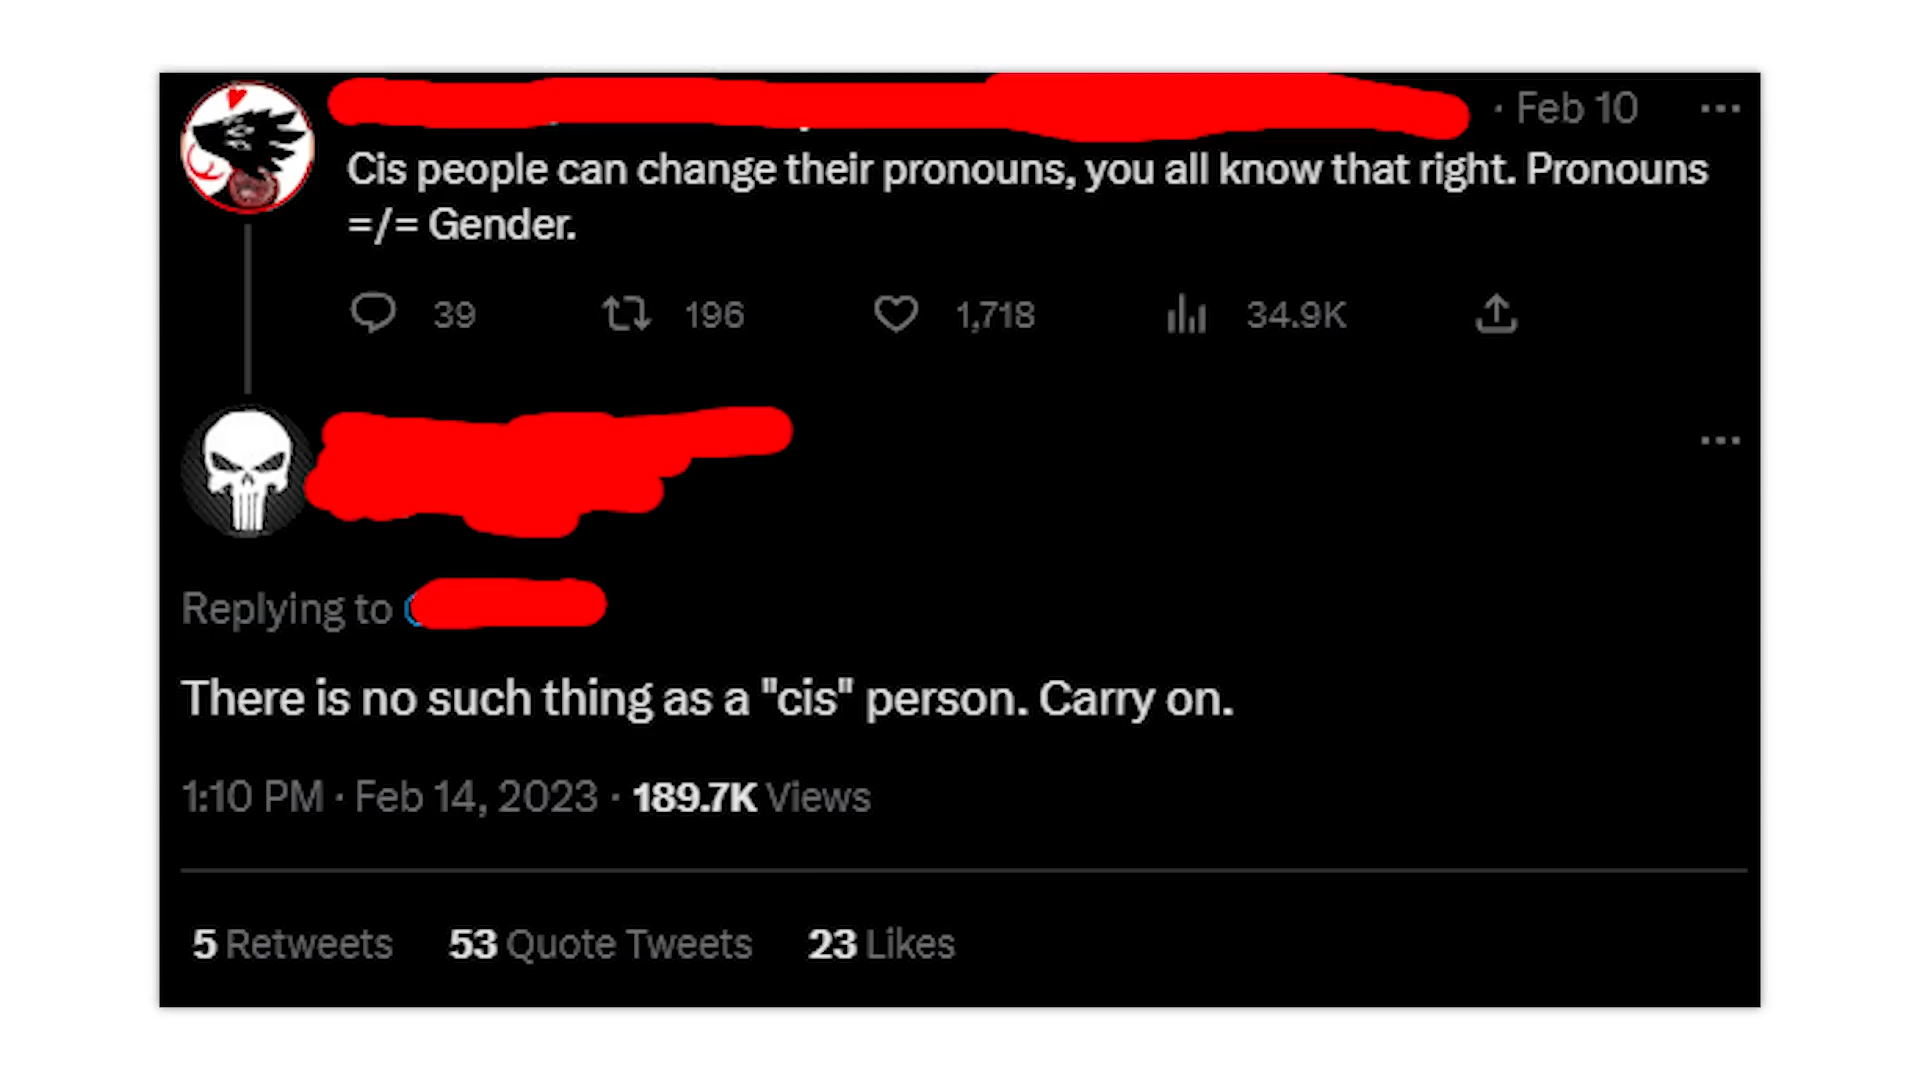 · Feb 10 ...
Cis people can change their pronouns, you all know that right. Pronouns
=/= Gender.
39 196 1,718 34.9K
...
Replying to
There is no such thing as a "cis" person. Carry on.
1:10 PM · Feb 14, 2023 · 189.7K Views
5 Retweets 53 Quote Tweets 23 Likes